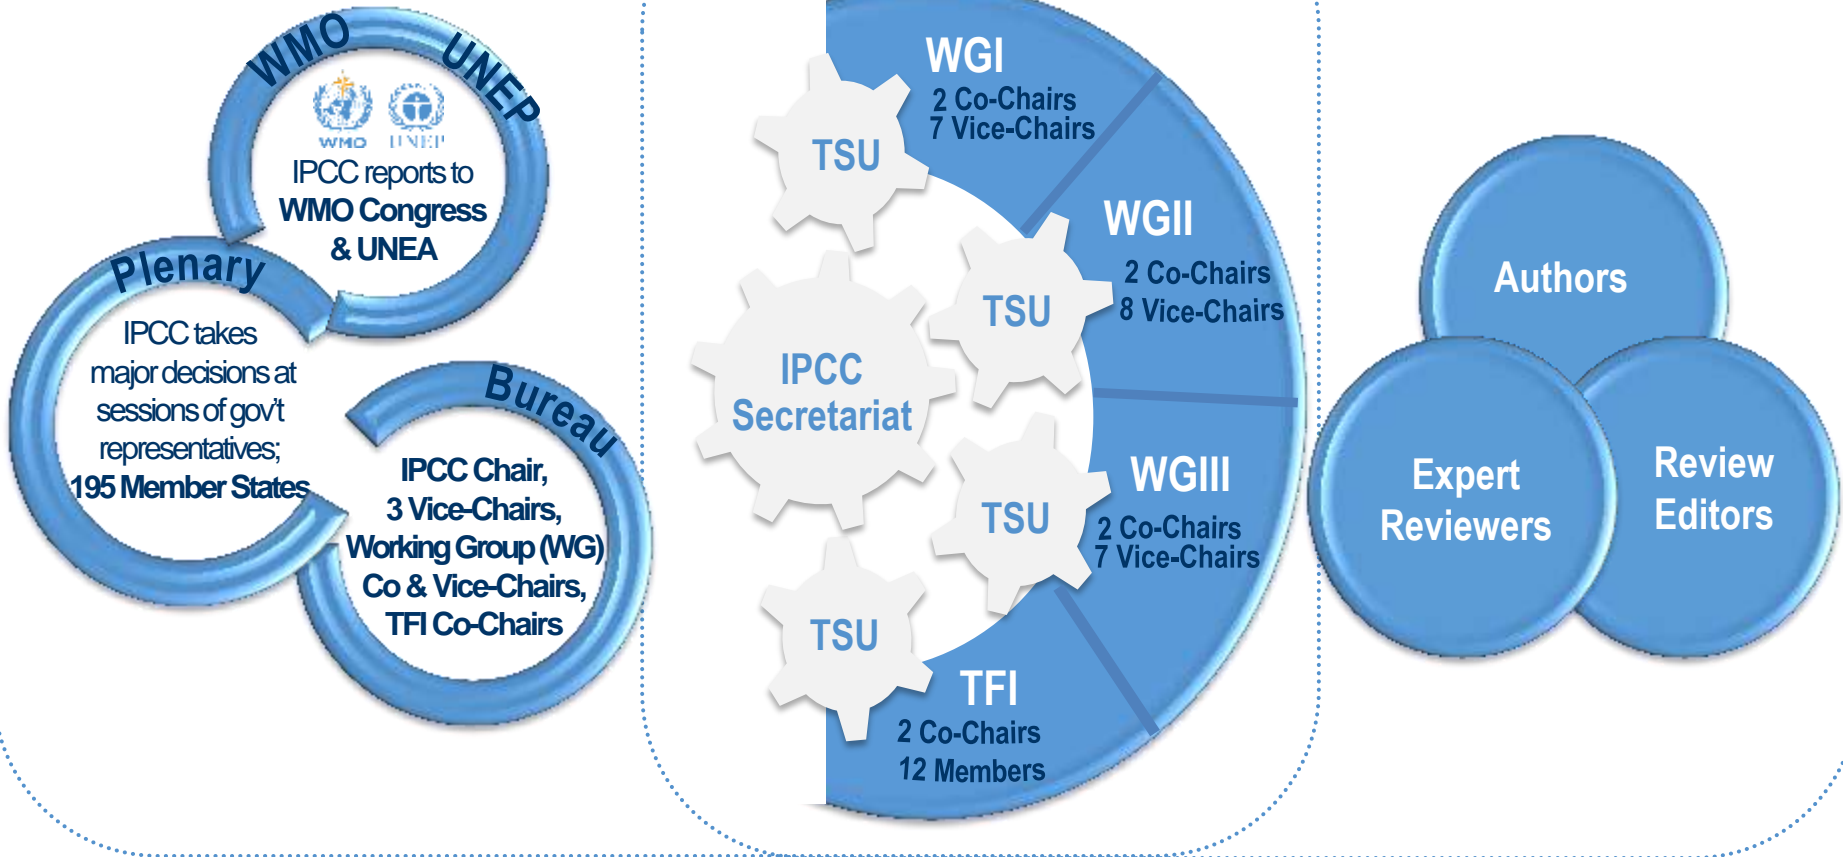 WMO
UNEP
WMO
UNEP
IPCC reports to
WMO Congress
& UNEA
Plenary
IPCC takes
major decisions at
sessions of gov't
representatives;
195 Member States
Bureau
IPCC Chair,
3 Vice-Chairs,
Working Group (WG)
Co & Vice-Chairs,
TFI Co-Chairs
WGI
2 Co-Chairs
7 Vice-Chairs
TSU
WGII
2 Co-Chairs
8 Vice-Chairs
TSU
IPCC
Secretariat
WGIII
2 Co-Chairs
7 Vice-Chairs
TSU
TSU
TFI
2 Co-Chairs
12 Members
Authors
Expert
Reviewers
Review
Editors